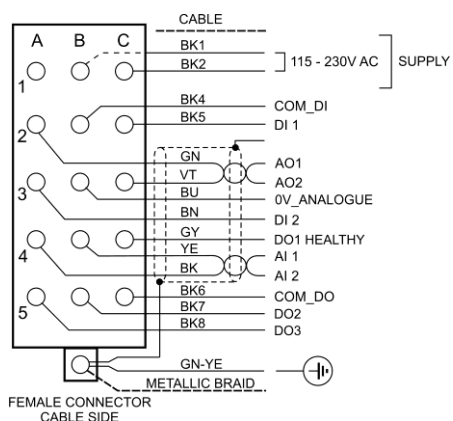 CABLE
A B C
BK1
BK2
115 - 230V AC
SUPPLY
1
BK4
COM_DI
BK5
DI 1
2
GN
AO1
VT
AO2
3
BU
0V_ANALOGUE
BN
DI 2
GY
DO1 HEALTHY
4
YE
AI 1
BK
AI 2
BK6
COM_DO
5
BK7
DO2
BK8
DO3
GN-YE
METALLIC BRAID
FEMALE CONNECTOR
CABLE SIDE